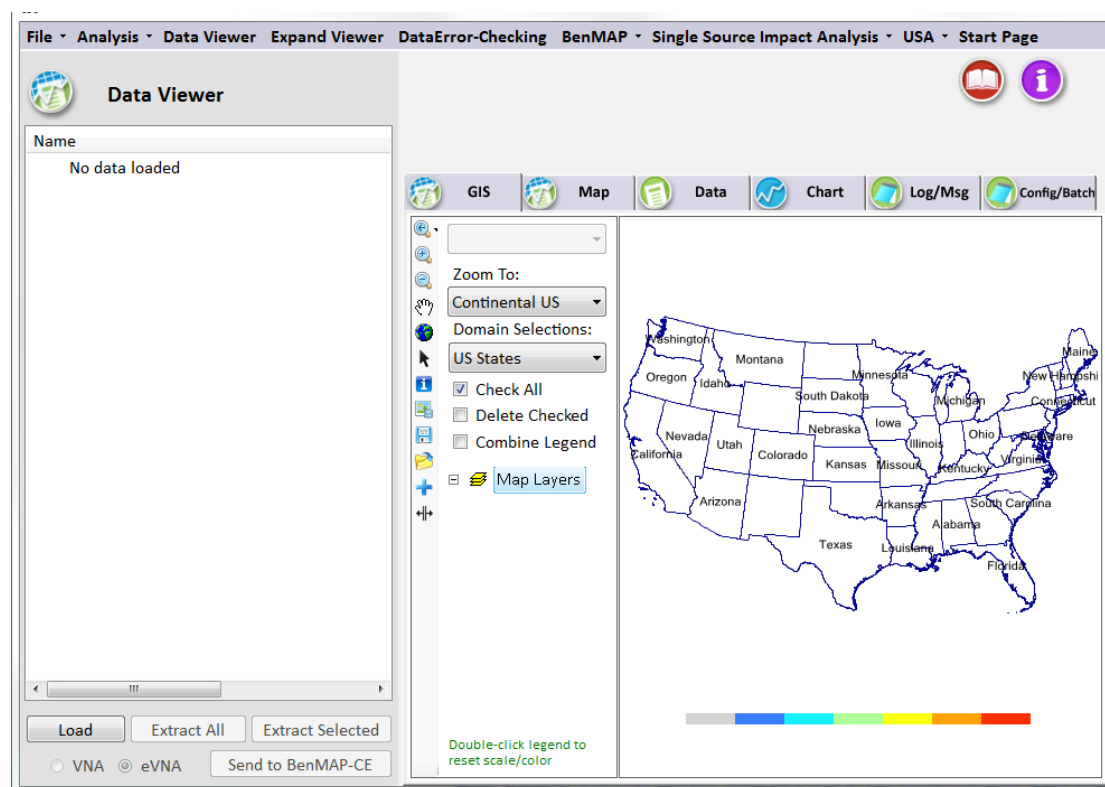 File Analysis Data Viewer Expand Viewer DataError-Checking BenMAP Single Source Impact Analysis USA Start Page
Data Viewer
Name
No data loaded
GIS Map Data Chart Log/Msg Config/Batch
Zoom To:
Continental US
Domain Selections:
US States
Check All
Delete Checked
Combine Legend
Map Layers
Washington
Montana
Minnesota
Maine
Oregon
Idaho
New Hampshi
South Dakota
Michigan
Connecticut
Nebraska
Iowa
Nevada
Utah
Illinois
Ohio
Delaware
California
Colorado
Kansas
Missouri
Kentucky
Virginia
Arizona
Arkansas
South Carolina
Alabama
Texas
Louisiana
Florida
Load Extract All Extract Selected
VNA eVNA Send to BenMAP-CE
Double-click legend to
reset scale/color